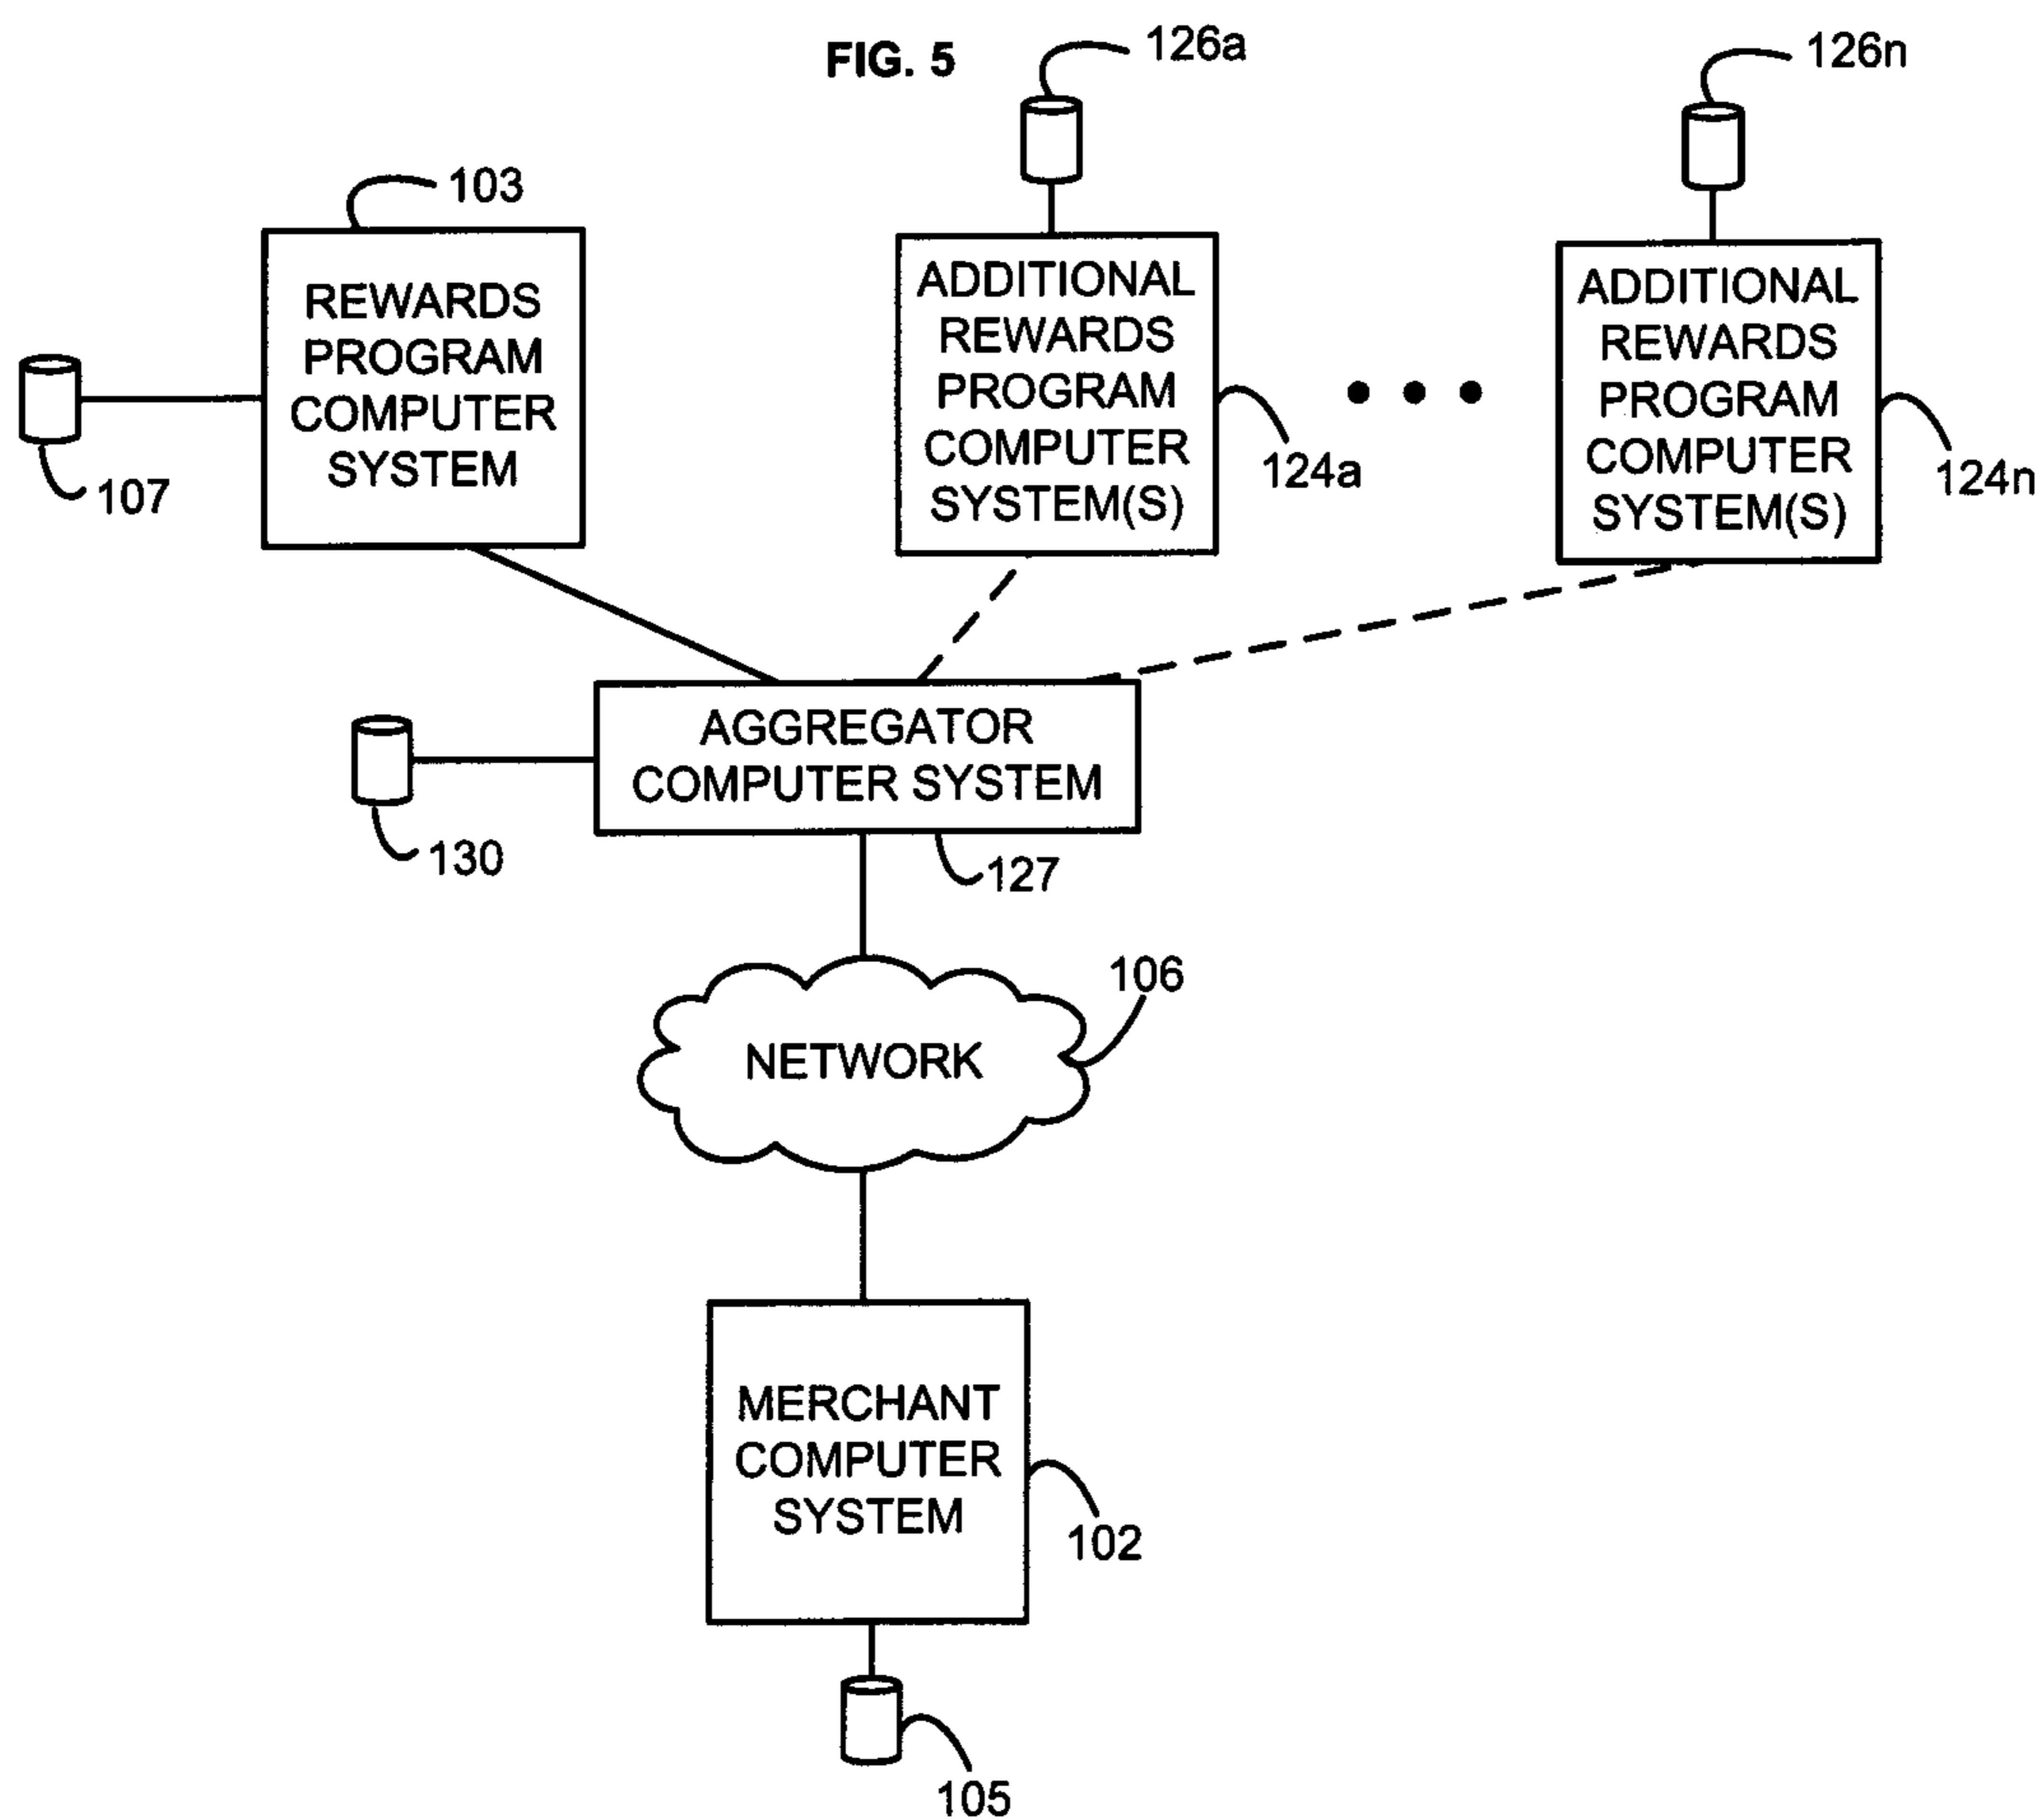 FIG. 5
126a
126n
103
REWARDS
PROGRAM
COMPUTER
SYSTEM
107
ADDITIONAL
REWARDS
PROGRAM
COMPUTER
SYSTEM(S)
124a
ADDITIONAL
REWARDS
PROGRAM
COMPUTER
SYSTEM(S)
124n
AGGREGATOR
COMPUTER SYSTEM
130
127
106
NETWORK
MERCHANT
COMPUTER
SYSTEM
102
105